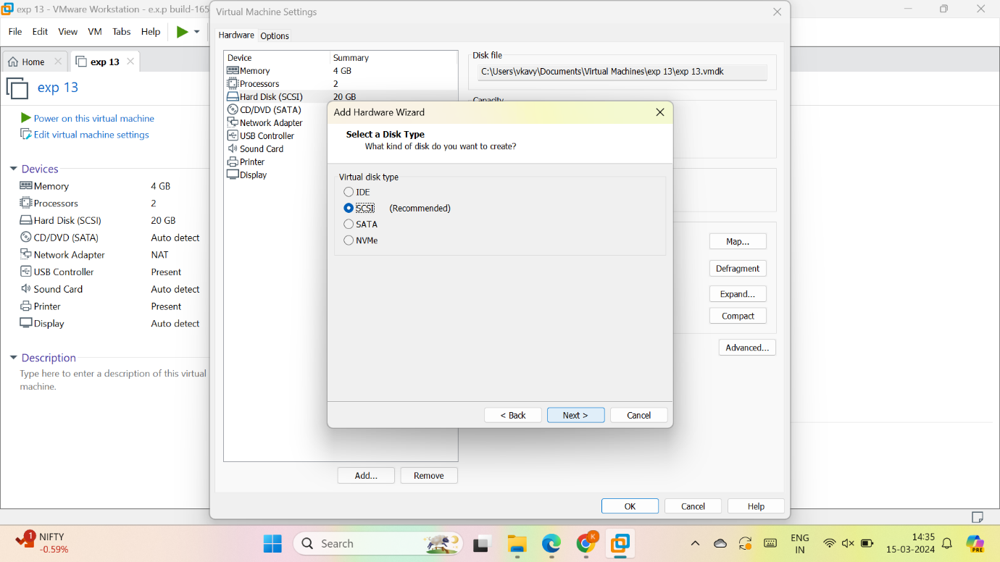 exp 13 - VMware Workstation - e.x.p build-165
File Edit View VM Tabs Help
Home
exp 13
exp 13
Power on this virtual machine
Edit virtual machine settings
Devices
Memory 4 GB
Processors 2
Hard Disk (SCSI) 20 GB
CD/DVD (SATA) Auto detect
Network Adapter NAT
USB Controller Present
Sound Card Auto detect
Printer Present
Display Auto detect
Description
Type here to enter a description of this virtual
machine.
Virtual Machine Settings
Hardware Options
Device Summary
Memory 4 GB
Processors 2
Hard Disk (SCSI) 20 GB
CD/DVD (SATA)
Network Adapter
USB Controller
Sound Card
Printer
Display
Disk file
C:\Users\vkavy\Documents\Virtual Machines\exp 13\exp 13.vmdk
Capacity
Map...
Defragment
Expand...
Compact
Advanced...
Add Hardware Wizard
Select a Disk Type
What kind of disk do you want to create?
Virtual disk type
IDE
SCSI (Recommended)
SATA
NVMe
< Back Next > Cancel
Add... Remove
OK Cancel Help
1
NIFTY
-0.59%
Search
K
ENG
IN
14:35
15-03-2024
PRE